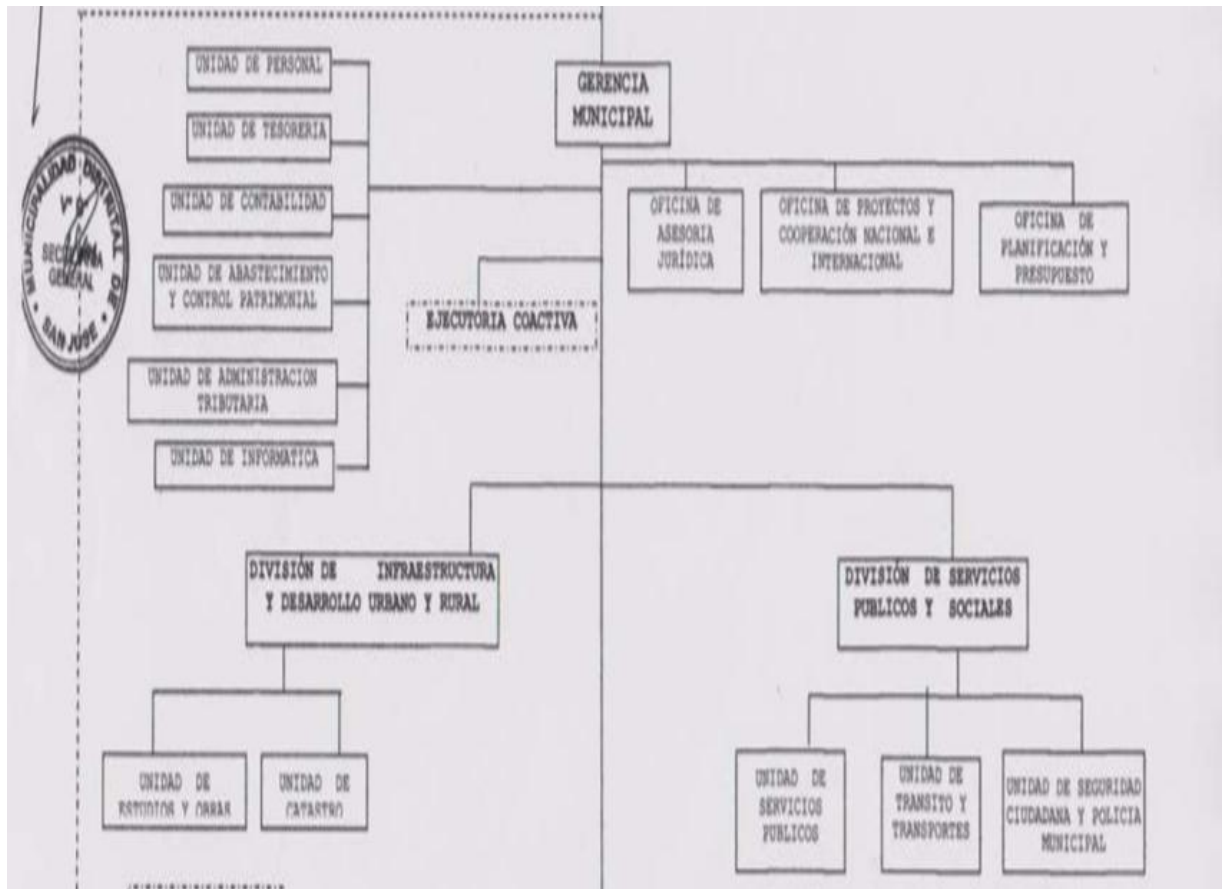 UNIDAD DE PERSONAL
GERENCIA
MUNICIPAL
UNIDAD DE TESORERIA
UNIDAD DE CONTABILIDAD
UNIDAD DE ABASTECIMIENTO
Y CONTROL PATRIMONIAL
UNIDAD DE ADMINISTRACION
TRIBUTARIA
UNIDAD DE INFORMATICA
MUNICIPALIDAD DISTRITAL DE
SAN JOSE
V° B°
SECRETARIA
GENERAL
OFICINA DE
ASESORIA
JURÍDICA
OFICINA DE PROYECTOS Y
COOPERACIÓN NACIONAL E
INTERNACIONAL
OFICINA DE
PLANIFICACIÓN Y
PRESUPUESTO
EJECUTORIA COACTIVA
DIVISIÓN DE INFRAESTRUCTURA
Y DESARROLLO URBANO Y RURAL
DIVISIÓN DE SERVICIOS
PUBLICOS Y SOCIALES
UNIDAD DE
ESTUDIOS Y OBRAS
UNIDAD DE
CATASTRO
UNIDAD DE
SERVICIOS
PUBLICOS
UNIDAD DE
TRANSITO Y
TRANSPORTES
UNIDAD DE SEGURIDAD
CIUDADANA Y POLICIA
MUNICIPAL